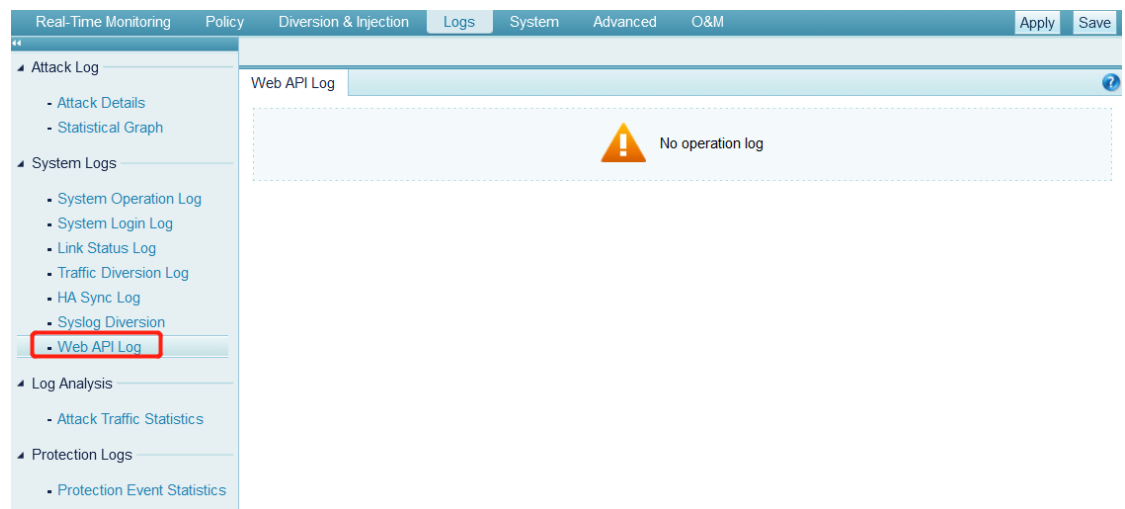 Real-Time Monitoring Policy Diversion & Injection Logs System Advanced O&M Apply Save
Attack Log
- Attack Details
- Statistical Graph
System Logs
- System Operation Log
- System Login Log
- Link Status Log
- Traffic Diversion Log
- HA Sync Log
- Syslog Diversion
- Web API Log
Log Analysis
- Attack Traffic Statistics
Protection Logs
- Protection Event Statistics
Web API Log ?
No operation log